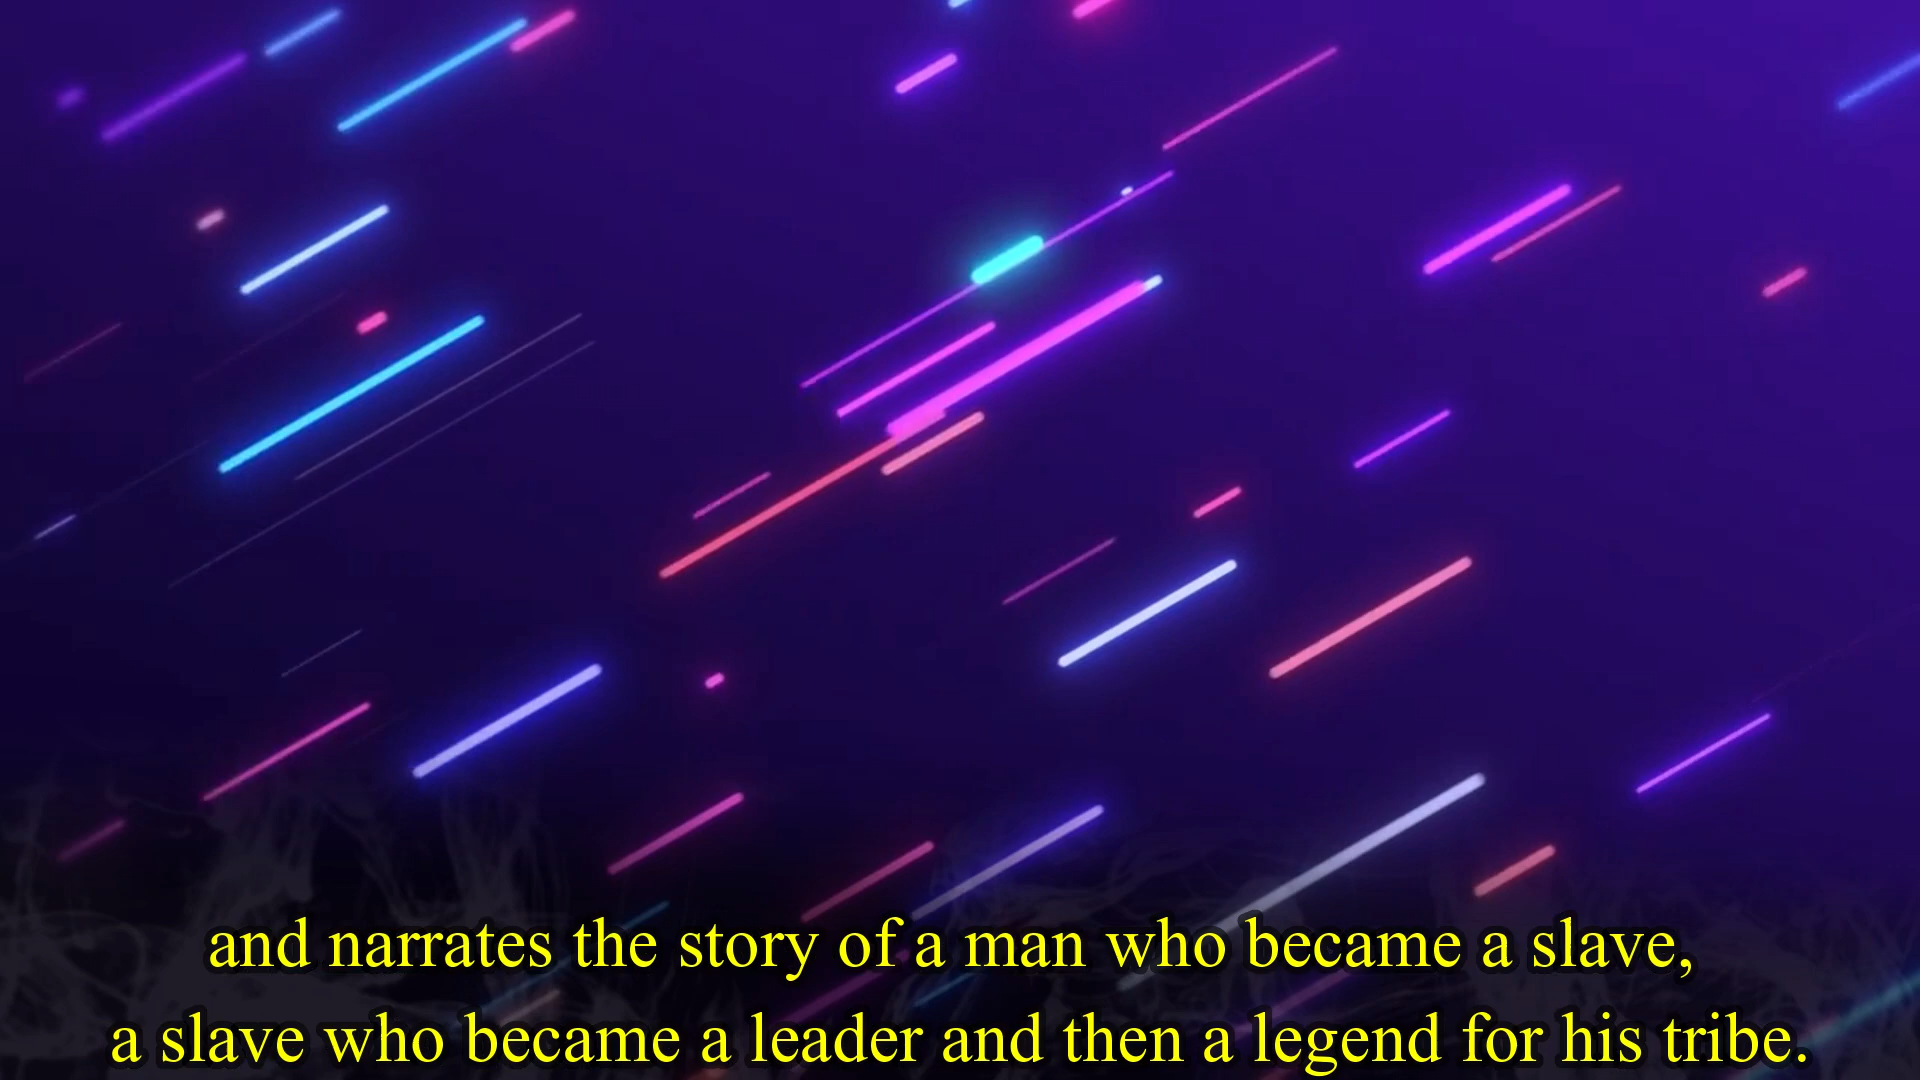 and narrates the story of a man who became a slave,
a slave who became a leader and then a legend for his tribe.